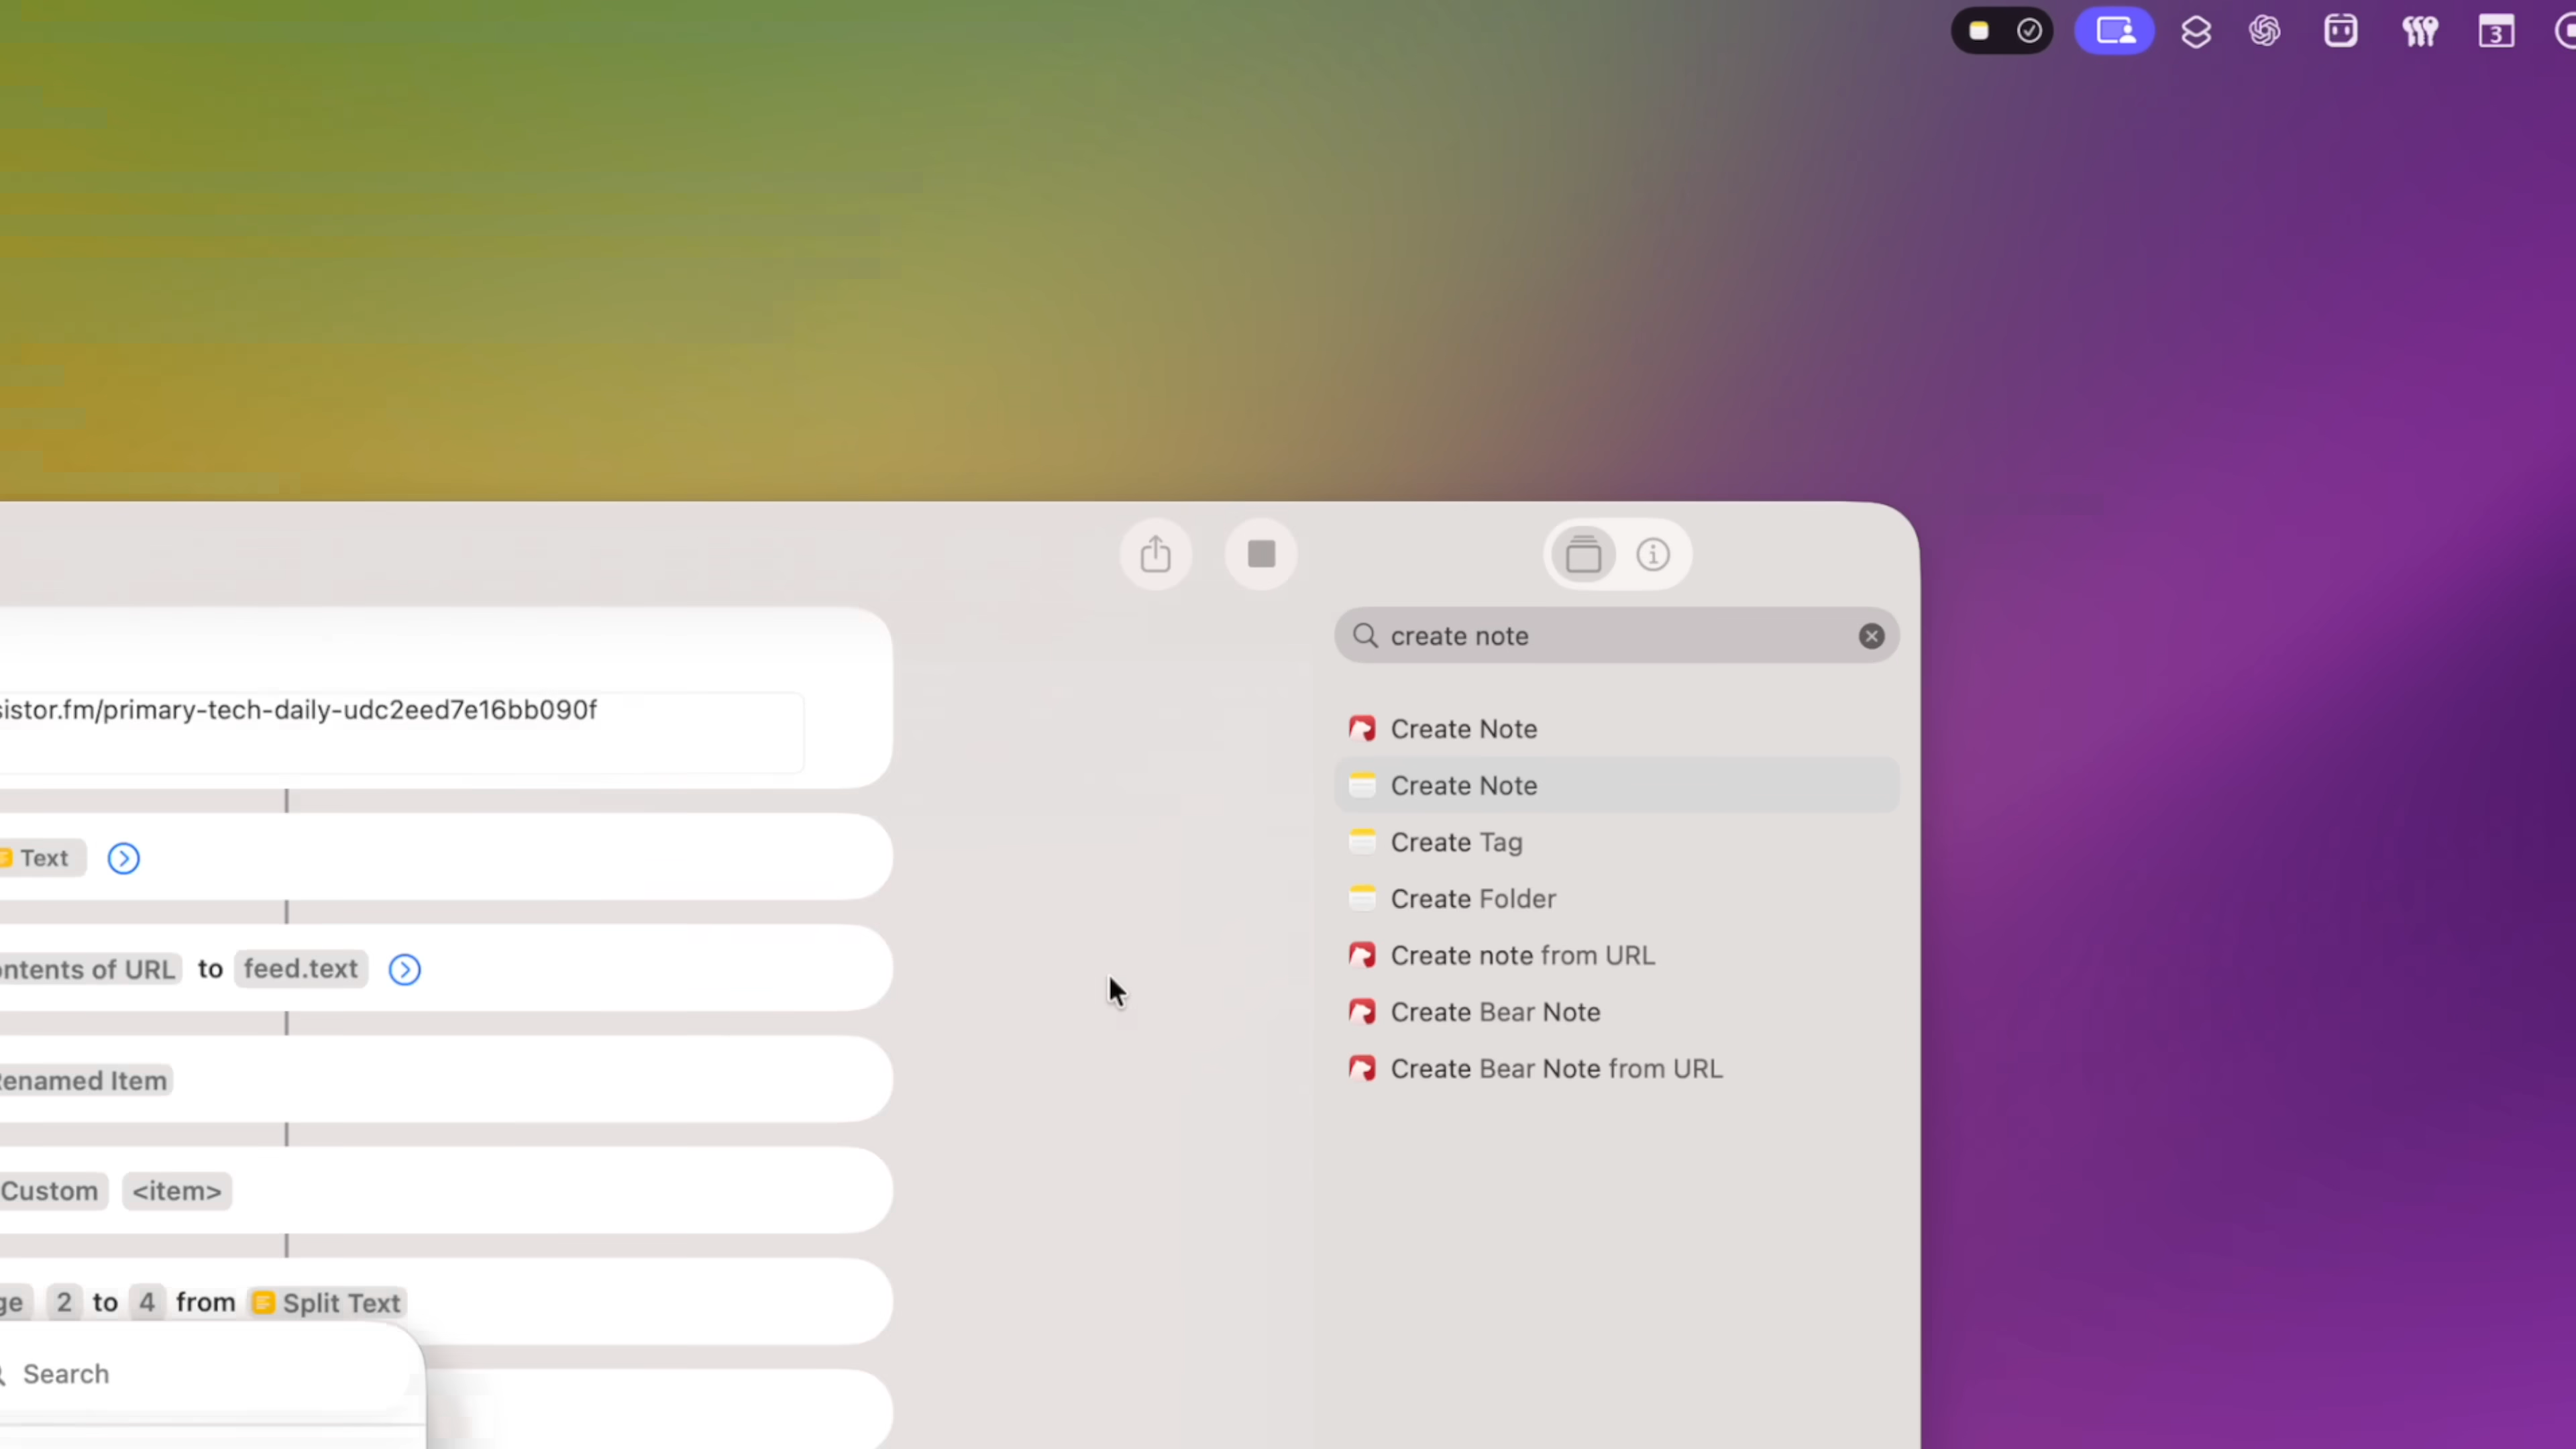 3
create note
sistor.fm/primary-tech-daily-udc2eed7e16bb090f
Create Note
Create Note
Text
Create Tag
Create Folder
ontents of URL to feed.text
Create note from URL
Create Bear Note
Renamed Item
Create Bear Note from URL
Custom <item>
ge 2 to 4 from Split Text
Search